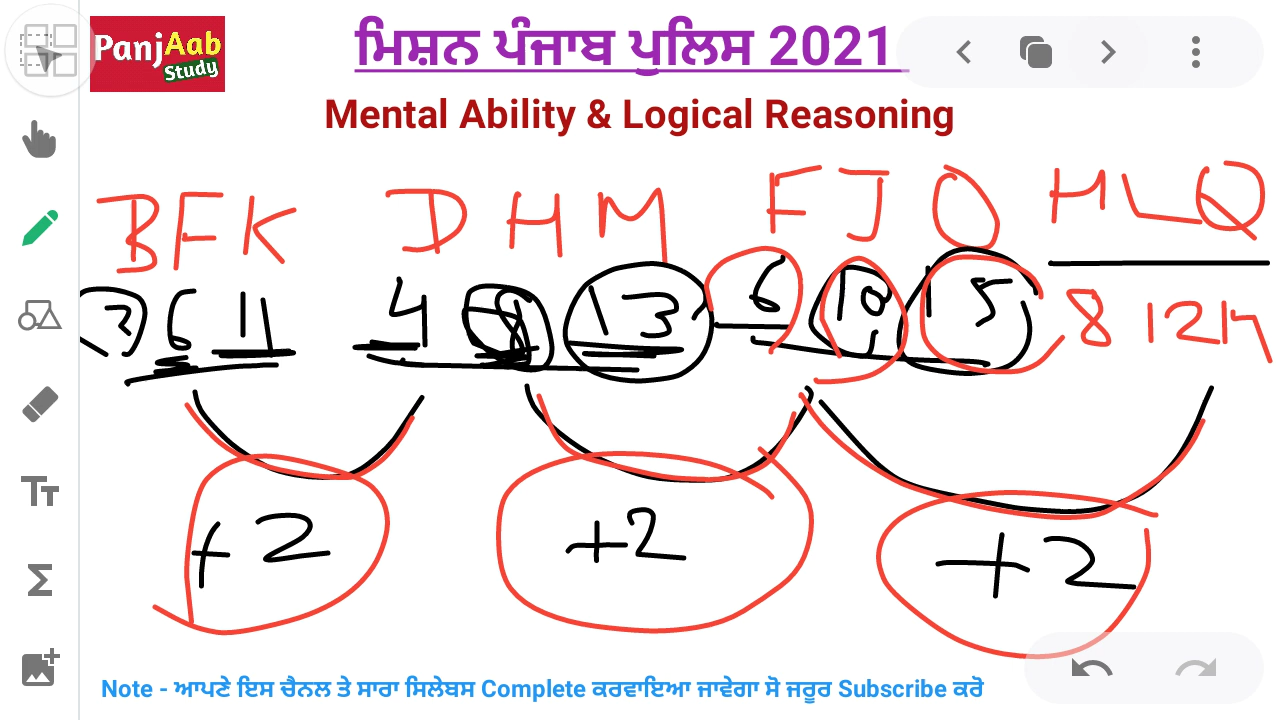 PanjAab Study
ਮਿਸ਼ਨ ਪੰਜਾਬ ਪੁਲਿਸ 2021
Mental Ability & Logical Reasoning
BFK DHM FJO HLQ
2 6 11 4 8 13 6 10 15 8 12 17
+2 +2 +2
Note - ਆਪਣੇ ਇਸ ਚੈਨਲ ਤੇ ਸਾਰਾ ਸਿਲੇਬਸ Complete ਕਰਵਾਇਆ ਜਾਵੇਗਾ ਸੋ ਜਰੂਰ Subscribe ਕਰੋ